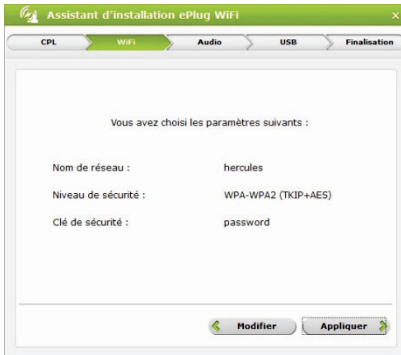 Assistant d'installation ePlug WiFi
CPL WiFi Audio USB Finalisation
Vous avez choisi les paramètres suivants :
Nom de réseau : hercules
Niveau de sécurité : WPA-WPA2 (TKIP+AES)
Clé de sécurité : password
Modifier Appliquer